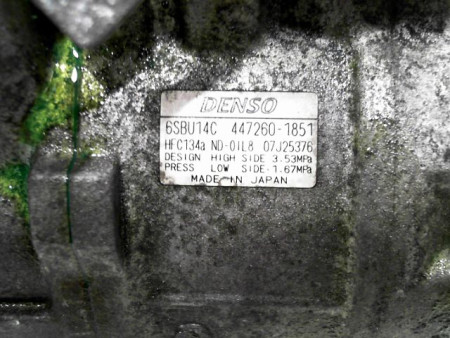 DENSO
6SBU14C 447260-1851
HFC134a ND-OIL8 07J25376
DESIGN HIGH SIDE 3.53MPa
PRESS LOW SIDE 1.67MPa
MADE IN JAPAN